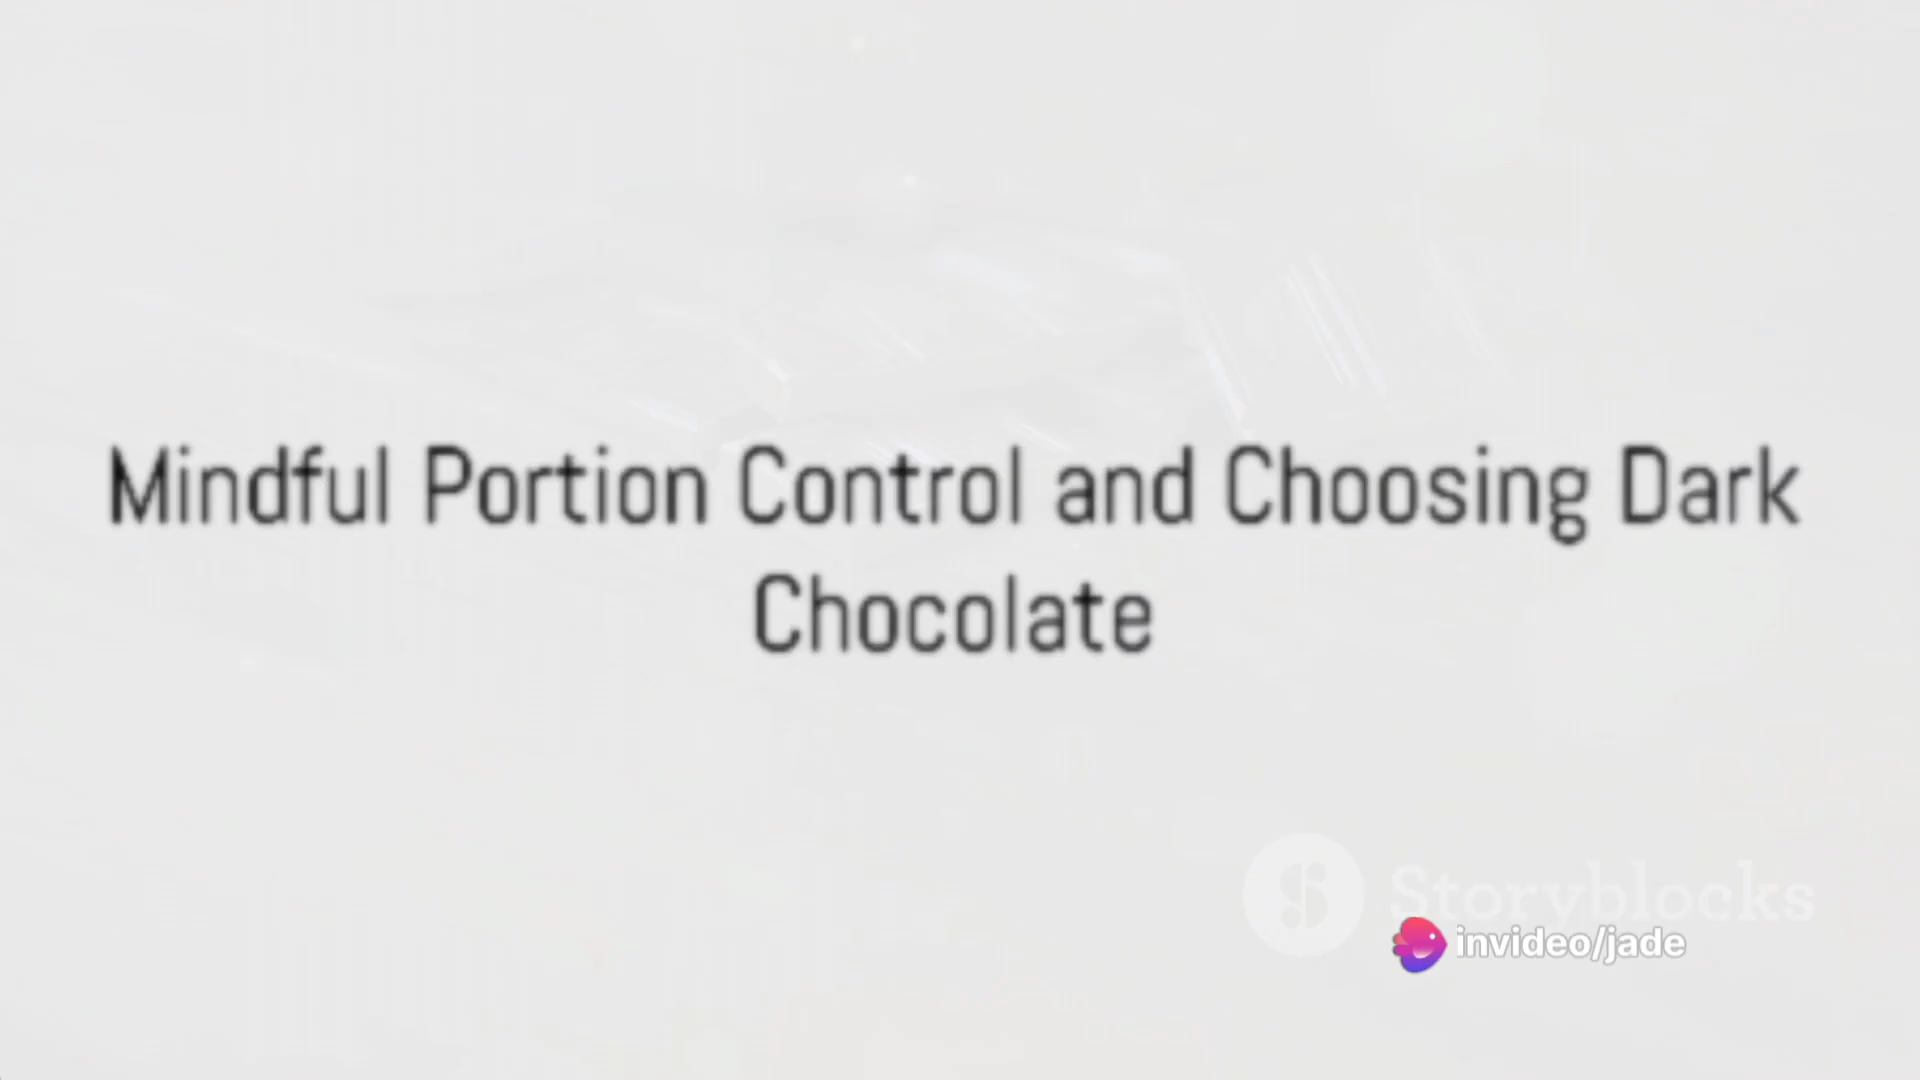 Mindful Portion Control and Choosing Dark
Chocolate
Storyblocks
invideo/jade